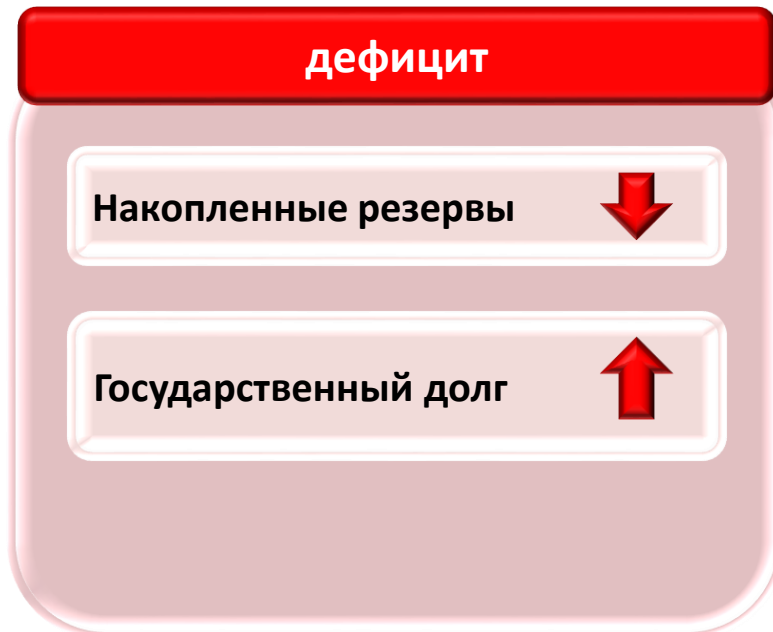 дефицит
Накопленные резервы
Государственный долг